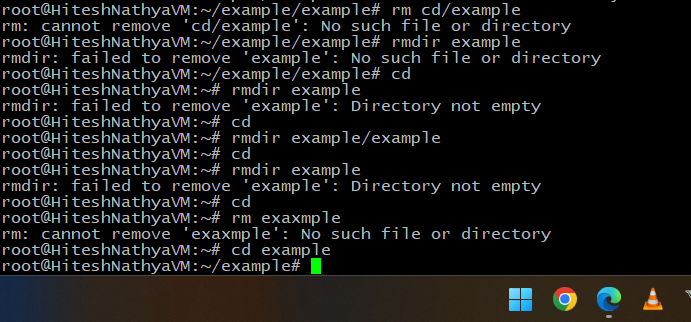 root@HiteshNathyaVM:~/example/example# rm cd/example
rm: cannot remove 'cd/example': No such file or directory
root@HiteshNathyaVM:~/example/example# rmdir example
rmdir: failed to remove 'example': No such file or directory
root@HiteshNathyaVM:~/example/example# cd
root@HiteshNathyaVM:~# rmdir example
rmdir: failed to remove 'example': Directory not empty
root@HiteshNathyaVM:~# cd
root@HiteshNathyaVM:~# rmdir example/example
root@HiteshNathyaVM:~# cd
root@HiteshNathyaVM:~# rmdir example
rmdir: failed to remove 'example': Directory not empty
root@HiteshNathyaVM:~# cd
root@HiteshNathyaVM:~# rm exaxmple
rm: cannot remove 'exaxmple': No such file or directory
root@HiteshNathyaVM:~# cd example
root@HiteshNathyaVM:~/example#